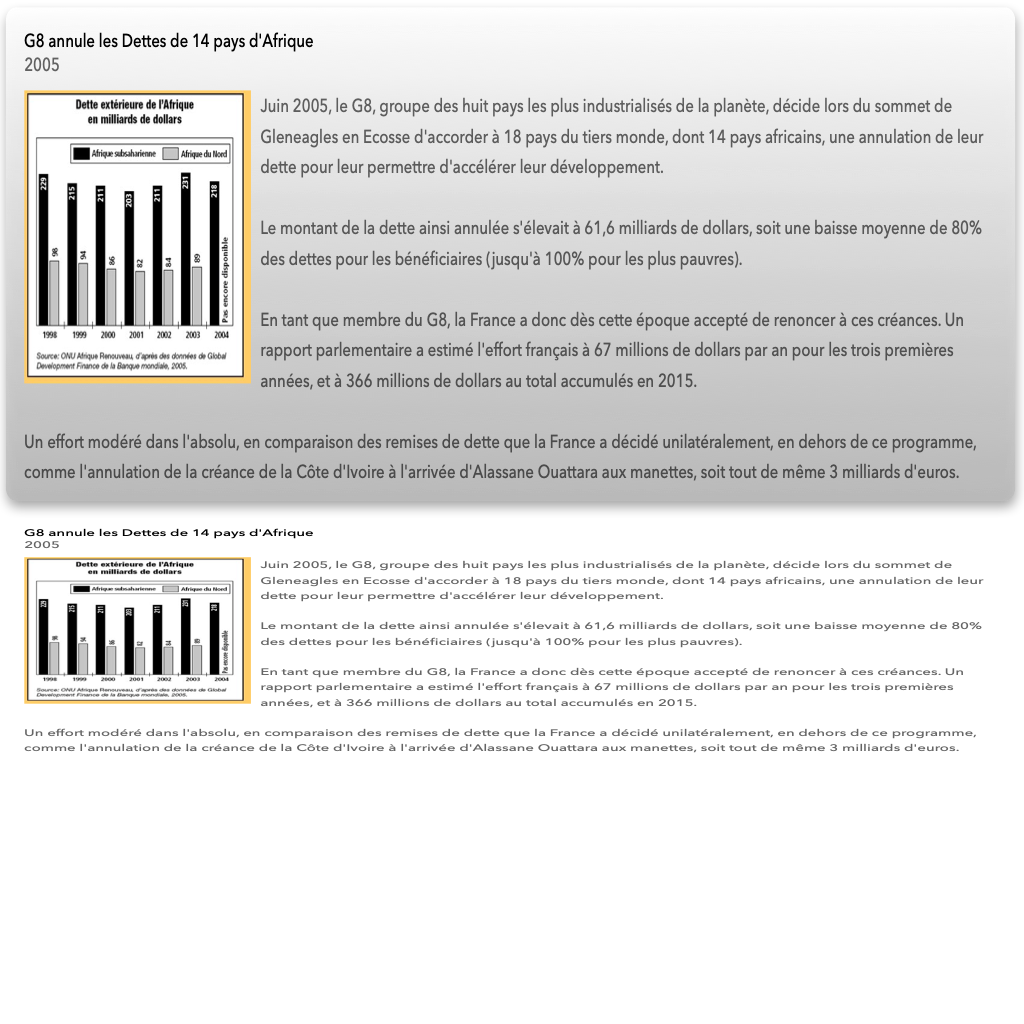 G8 annule les Dettes de 14 pays d'Afrique
2005
Dette extérieure de l'Afrique
en milliards de dollars
Afrique subsaharienne Afrique du Nord
229 98 215 94 211 86 203 82 211 84 231 89 218 Pas encore disponible
1998 1999 2000 2001 2002 2003 2004
Source: ONU Afrique Renouveau, d'après des données de Global
Development Finance de la Banque mondiale, 2005.
Juin 2005, le G8, groupe des huit pays les plus industrialisés de la planète, décide lors du sommet de
Gleneagles en Ecosse d'accorder à 18 pays du tiers monde, dont 14 pays africains, une annulation de leur
dette pour leur permettre d'accélérer leur développement.
Le montant de la dette ainsi annulée s'élevait à 61,6 milliards de dollars, soit une baisse moyenne de 80%
des dettes pour les bénéficiaires (jusqu'à 100% pour les plus pauvres).
En tant que membre du G8, la France a donc dès cette époque accepté de renoncer à ces créances. Un
rapport parlementaire a estimé l'effort français à 67 millions de dollars par an pour les trois premières
années, et à 366 millions de dollars au total accumulés en 2015.
Un effort modéré dans l'absolu, en comparaison des remises de dette que la France a décidé unilatéralement, en dehors de ce programme,
comme l'annulation de la créance de la Côte d'Ivoire à l'arrivée d'Alassane Ouattara aux manettes, soit tout de même 3 milliards d'euros.
G8 annule les Dettes de 14 pays d'Afrique
2005
Dette extérieure de l'Afrique
en milliards de dollars
Afrique subsaharienne Afrique du Nord
229 98 215 94 211 86 203 82 211 84 231 89 218 Pas encore disponible
1998 1999 2000 2001 2002 2003 2004
Source: ONU Afrique Renouveau, d'après des données de Global
Development Finance de la Banque mondiale, 2005.
Juin 2005, le G8, groupe des huit pays les plus industrialisés de la planète, décide lors du sommet de
Gleneagles en Ecosse d'accorder à 18 pays du tiers monde, dont 14 pays africains, une annulation de leur
dette pour leur permettre d'accélérer leur développement.
Le montant de la dette ainsi annulée s'élevait à 61,6 milliards de dollars, soit une baisse moyenne de 80%
des dettes pour les bénéficiaires (jusqu'à 100% pour les plus pauvres).
En tant que membre du G8, la France a donc dès cette époque accepté de renoncer à ces créances. Un
rapport parlementaire a estimé l'effort français à 67 millions de dollars par an pour les trois premières
années, et à 366 millions de dollars au total accumulés en 2015.
Un effort modéré dans l'absolu, en comparaison des remises de dette que la France a décidé unilatéralement, en dehors de ce programme,
comme l'annulation de la créance de la Côte d'Ivoire à l'arrivée d'Alassane Ouattara aux manettes, soit tout de même 3 milliards d'euros.